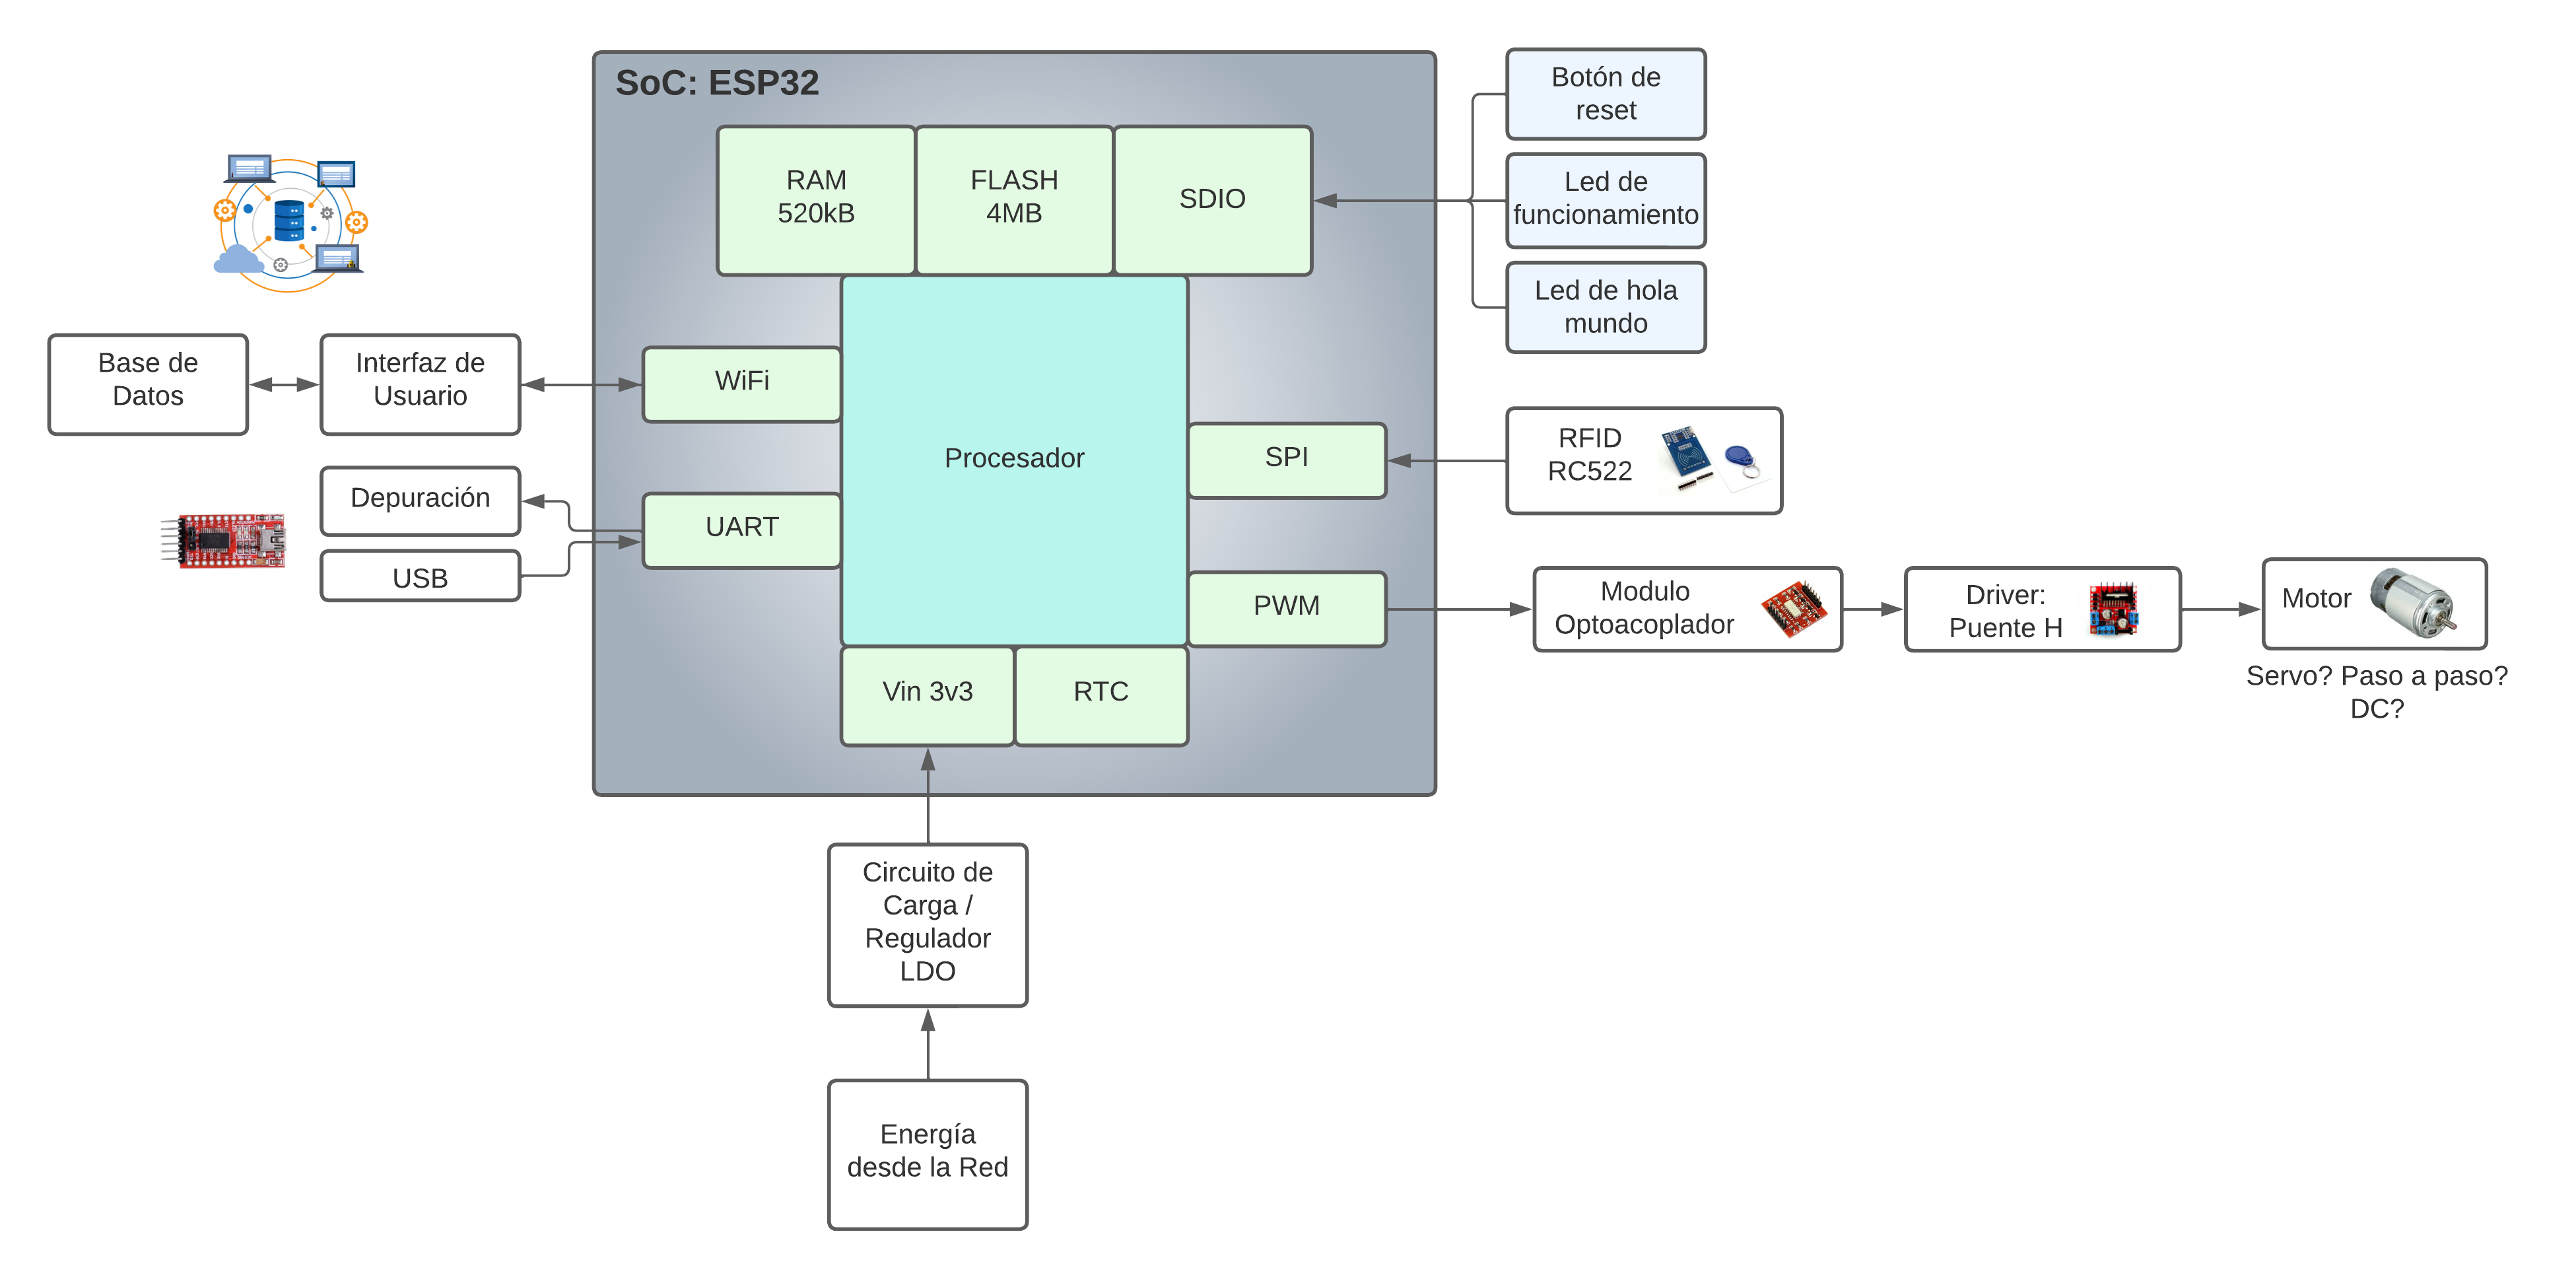 SoC: ESP32
RAM
520kB
FLASH
4MB
SDIO
Botón de
reset
Led de
funcionamiento
Led de hola
mundo
Base de
Datos
Interfaz de
Usuario
WiFi
Procesador
SPI
RFID
RC522
Depuración
UART
USB
PWM
Modulo
Optoacoplador
Driver:
Puente H
Motor
Servo? Paso a paso?
DC?
Vin 3v3
RTC
Circuito de
Carga /
Regulador
LDO
Energía
desde la Red